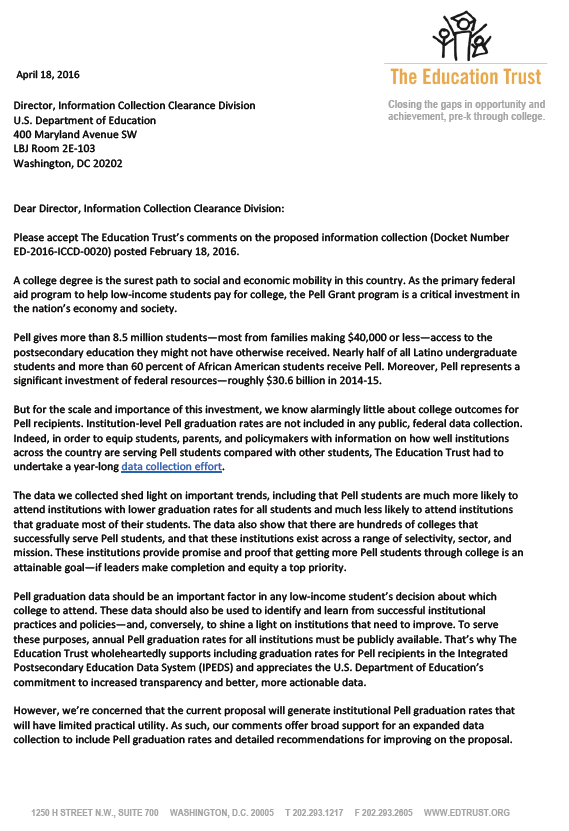 April 18, 2016
The Education Trust
Closing the gaps in opportunity and
achievement, pre-k through college.
Director, Information Collection Clearance Division
U.S. Department of Education
400 Maryland Avenue SW
LBJ Room 2E-103
Washington, DC 20202
Dear Director, Information Collection Clearance Division:
Please accept The Education Trust's comments on the proposed information collection (Docket Number
ED-2016-ICCD-0020) posted February 18, 2016.
A college degree is the surest path to social and economic mobility in this country. As the primary federal
aid program to help low-income students pay for college, the Pell Grant program is a critical investment in
the nation's economy and society.
Pell gives more than 8.5 million students—most from families making $40,000 or less—access to the
postsecondary education they might not have otherwise received. Nearly half of all Latino undergraduate
students and more than 60 percent of African American students receive Pell. Moreover, Pell represents a
significant investment of federal resources—roughly $30.6 billion in 2014-15.
But for the scale and importance of this investment, we know alarmingly little about college outcomes for
Pell recipients. Institution-level Pell graduation rates are not included in any public, federal data collection.
Indeed, in order to equip students, parents, and policymakers with information on how well institutions
across the country are serving Pell students compared with other students, The Education Trust had to
undertake a year-long data collection effort.
The data we collected shed light on important trends, including that Pell students are much more likely to
attend institutions with lower graduation rates for all students and much less likely to attend institutions
that graduate most of their students. The data also show that there are hundreds of colleges that
successfully serve Pell students, and that these institutions exist across a range of selectivity, sector, and
mission. These institutions provide promise and proof that getting more Pell students through college is an
attainable goal—if leaders make completion and equity a top priority.
Pell graduation data should be an important factor in any low-income student's decision about which
college to attend. These data should also be used to identify and learn from successful institutional
practices and policies—and, conversely, to shine a light on institutions that need to improve. To serve
these purposes, annual Pell graduation rates for all institutions must be publicly available. That's why The
Education Trust wholeheartedly supports including graduation rates for Pell recipients in the Integrated
Postsecondary Education Data System (IPEDS) and appreciates the U.S. Department of Education's
commitment to increased transparency and better, more actionable data.
However, we're concerned that the current proposal will generate institutional Pell graduation rates that
will have limited practical utility. As such, our comments offer broad support for an expanded data
collection to include Pell graduation rates and detailed recommendations for improving on the proposal.
1250 H STREET N.W., SUITE 700 WASHINGTON, D.C. 20005 T 202.293.1217 F 202.293.2605 WWW.EDTRUST.ORG